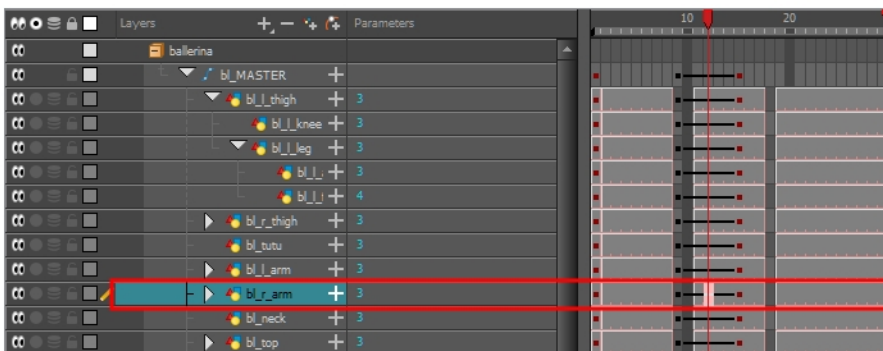 Layers Parameters 10 20
ballerina
bl_MASTER
bl_l_thigh 3
bl_l_knee 3
bl_l_leg 3
3
4
bl_r_thigh 3
bl_tutu 3
bl_l_arm 3
bl_r_arm 3
bl_neck 3
bl_top 3